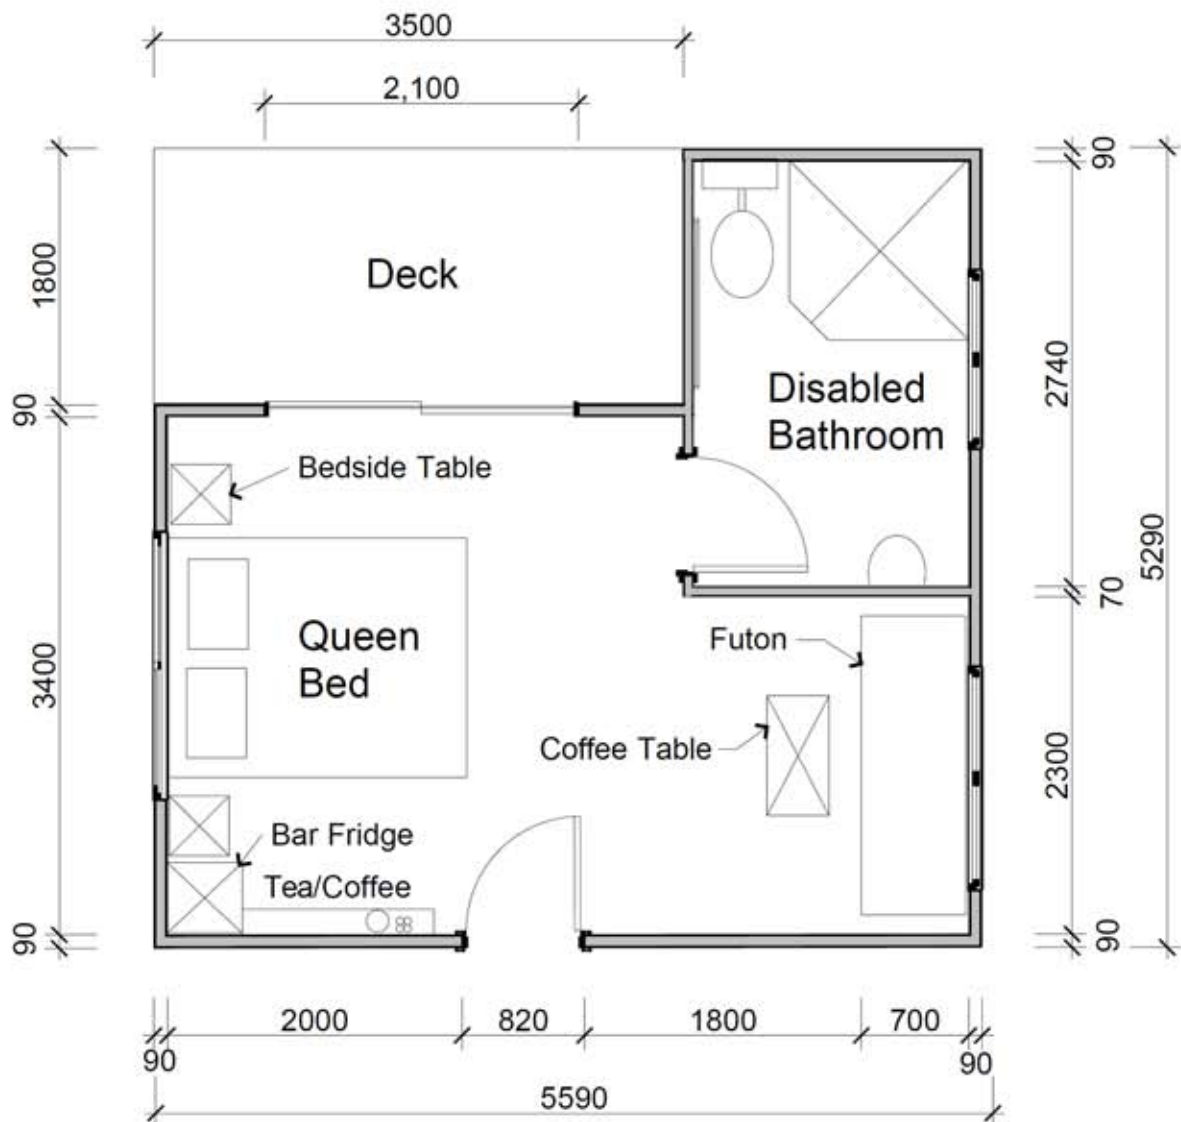 3500
2,100
90
1800
Deck
2740
5290
Disabled
Bathroom
90
Bedside Table
3400
Queen
Bed
70
Futon
Coffee Table
2300
Bar Fridge
Tea/Coffee
90
90
2000
820
1800
700
90
90
5590